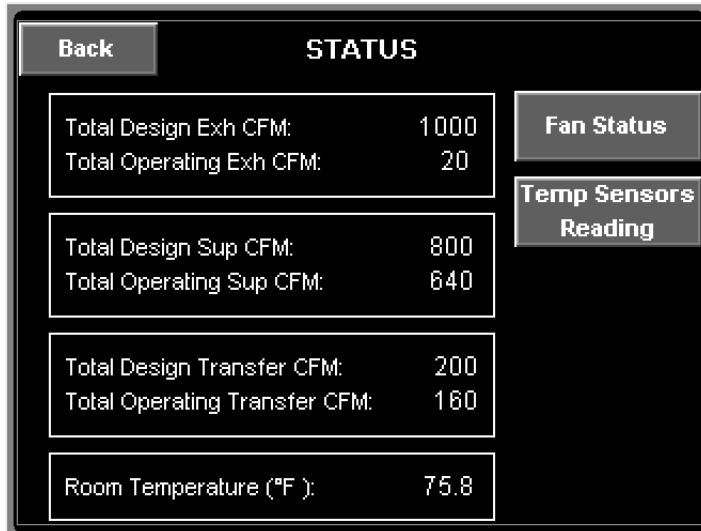 Back
STATUS
Total Design Exh CFM: 1000
Total Operating Exh CFM: 20
Fan Status
Temp Sensors
Reading
Total Design Sup CFM: 800
Total Operating Sup CFM: 640
Total Design Transfer CFM: 200
Total Operating Transfer CFM: 160
Room Temperature (°F ): 75.8